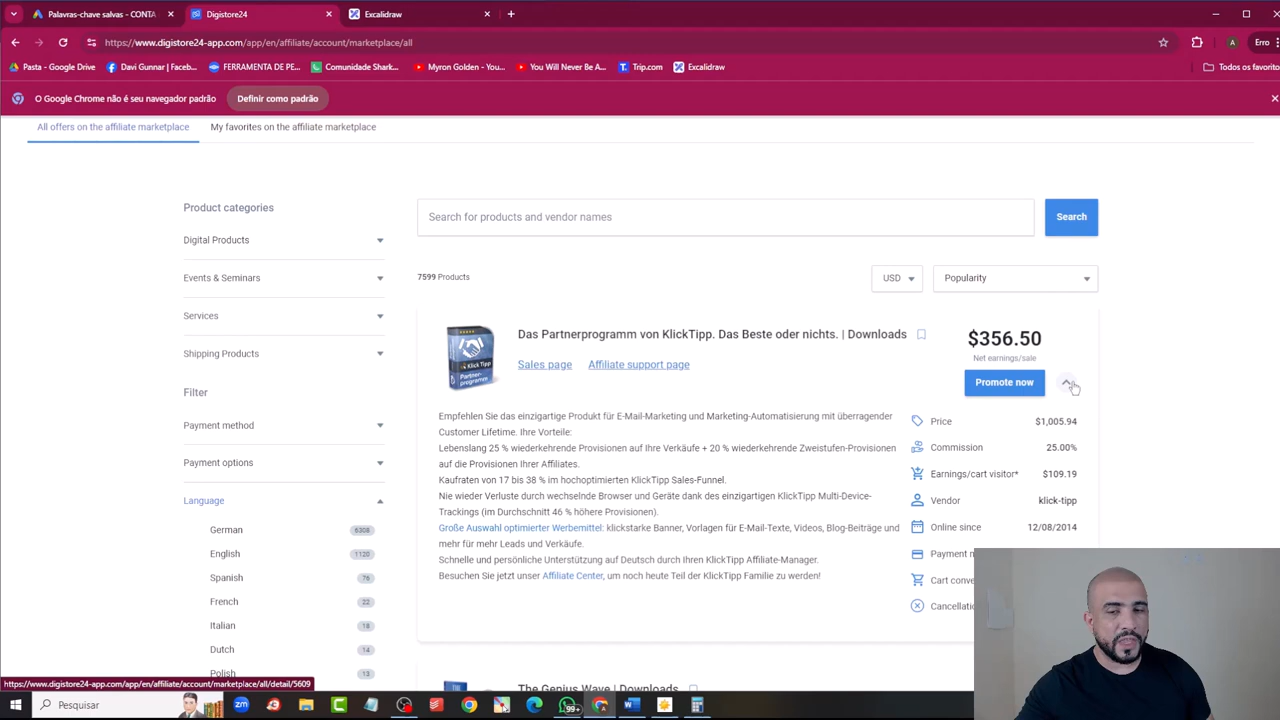 Palavras-chave salvas - CONTA
Digistore24
Excalidraw
https://www.digistore24-app.com/app/en/affiliate/account/marketplace/all
A
Erro
Pasta - Google Drive
Davi Gunnar | Faceb...
FERRAMENTA DE PE...
Comunidade Shark...
Myron Golden - You...
You Will Never Be A...
Trip.com
Excalidraw
Todos os favorito
O Google Chrome não é seu navegador padrão
Definir como padrão
All offers on the affiliate marketplace
My favorites on the affiliate marketplace
Product categories
Digital Products
Events & Seminars
Services
Shipping Products
Filter
Payment method
Payment options
Language
German 6308
English 1120
Spanish 76
French 22
Italian 18
Dutch 14
Polish 13
Search for products and vendor names
Search
7599 Products
USD
Popularity
Das Partnerprogramm von KlickTipp. Das Beste oder nichts. | Downloads
Sales page
Affiliate support page
$356.50
Net earnings/sale
Promote now
Empfehlen Sie das einzigartige Produkt für E-Mail-Marketing und Marketing-Automatisierung mit überragender
Customer Lifetime. Ihre Vorteile:
Lebenslang 25 % wiederkehrende Provisionen auf Ihre Verkäufe + 20 % wiederkehrende Zweistufen-Provisionen
auf die Provisionen Ihrer Affiliates.
Kaufraten von 17 bis 38 % im hochoptimierten KlickTipp Sales-Funnel.
Nie wieder Verluste durch wechselnde Browser und Geräte dank des einzigartigen KlickTipp Multi-Device-
Trackings (im Durchschnitt 46 % höhere Provisionen).
Große Auswahl optimierter Werbemittel: klickstarke Banner, Vorlagen für E-Mail-Texte, Videos, Blog-Beiträge und
mehr für mehr Leads und Verkäufe.
Schnelle und persönliche Unterstützung auf Deutsch durch Ihren KlickTipp Affiliate-Manager.
Besuchen Sie jetzt unser Affiliate Center, um noch heute Teil der KlickTipp Familie zu werden!
Price $1,005.94
Commission 25.00%
Earnings/cart visitor* $109.19
Vendor klick-tipp
Online since 12/08/2014
Payment
Cart conve
Cancellati
The Genius Wave | Downloads
https://www.digistore24-app.com/app/en/affiliate/account/marketplace/all/detail/5609
Pesquisar
zm
99+